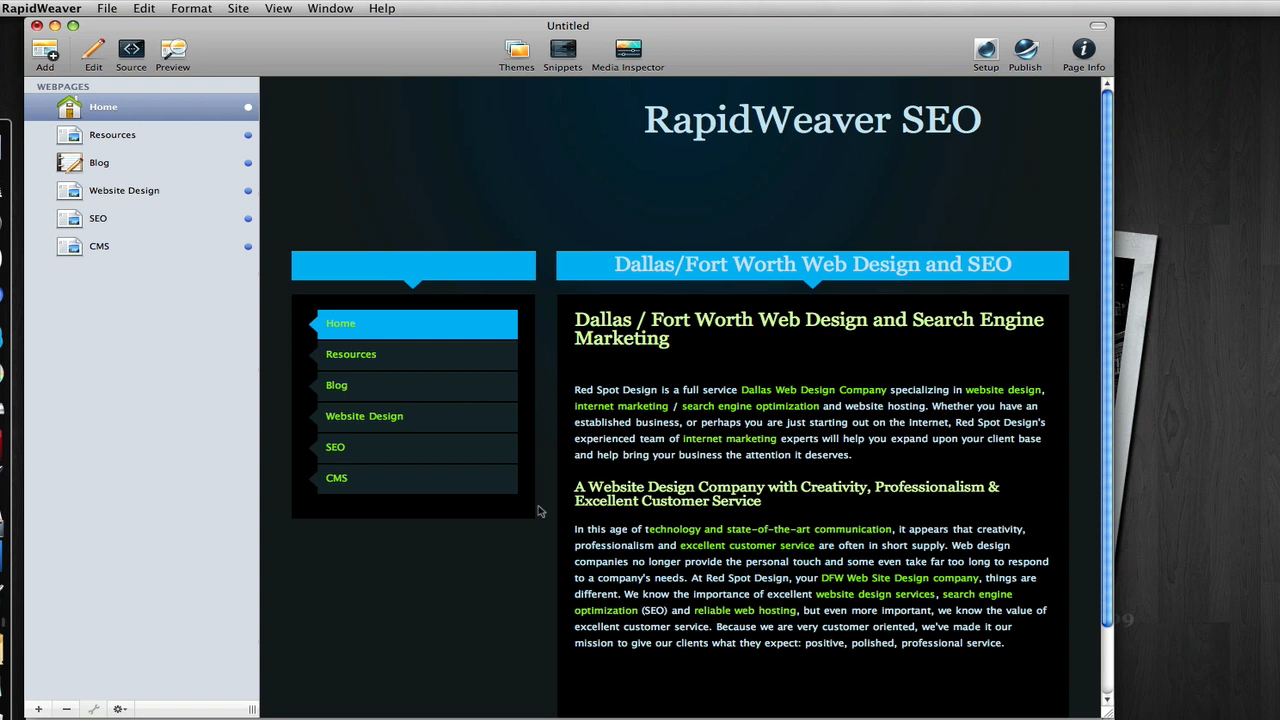 RapidWeaver File Edit Format Site View Window Help
Untitled
Add Edit Source Preview Themes Snippets Media Inspector Setup Publish Page Info
WEBPAGES
Home
Resources
Blog
Website Design
SEO
CMS
RapidWeaver SEO
Dallas/Fort Worth Web Design and SEO
Home
Resources
Blog
Website Design
SEO
CMS
Dallas / Fort Worth Web Design and Search Engine
Marketing
Red Spot Design is a full service Dallas Web Design Company specializing in website design,
internet marketing / search engine optimization and website hosting. Whether you have an
established business, or perhaps you are just starting out on the Internet, Red Spot Design's
experienced team of internet marketing experts will help you expand upon your client base
and help bring your business the attention it deserves.
A Website Design Company with Creativity, Professionalism &
Excellent Customer Service
In this age of technology and state-of-the-art communication, it appears that creativity,
professionalism and excellent customer service are often in short supply. Web design
companies no longer provide the personal touch and some even take far too long to respond
to a company's needs. At Red Spot Design, your DFW Web Site Design company, things are
different. We know the importance of excellent website design services, search engine
optimization (SEO) and reliable web hosting, but even more important, we know the value of
excellent customer service. Because we are very customer oriented, we've made it our
mission to give our clients what they expect: positive, polished, professional service.